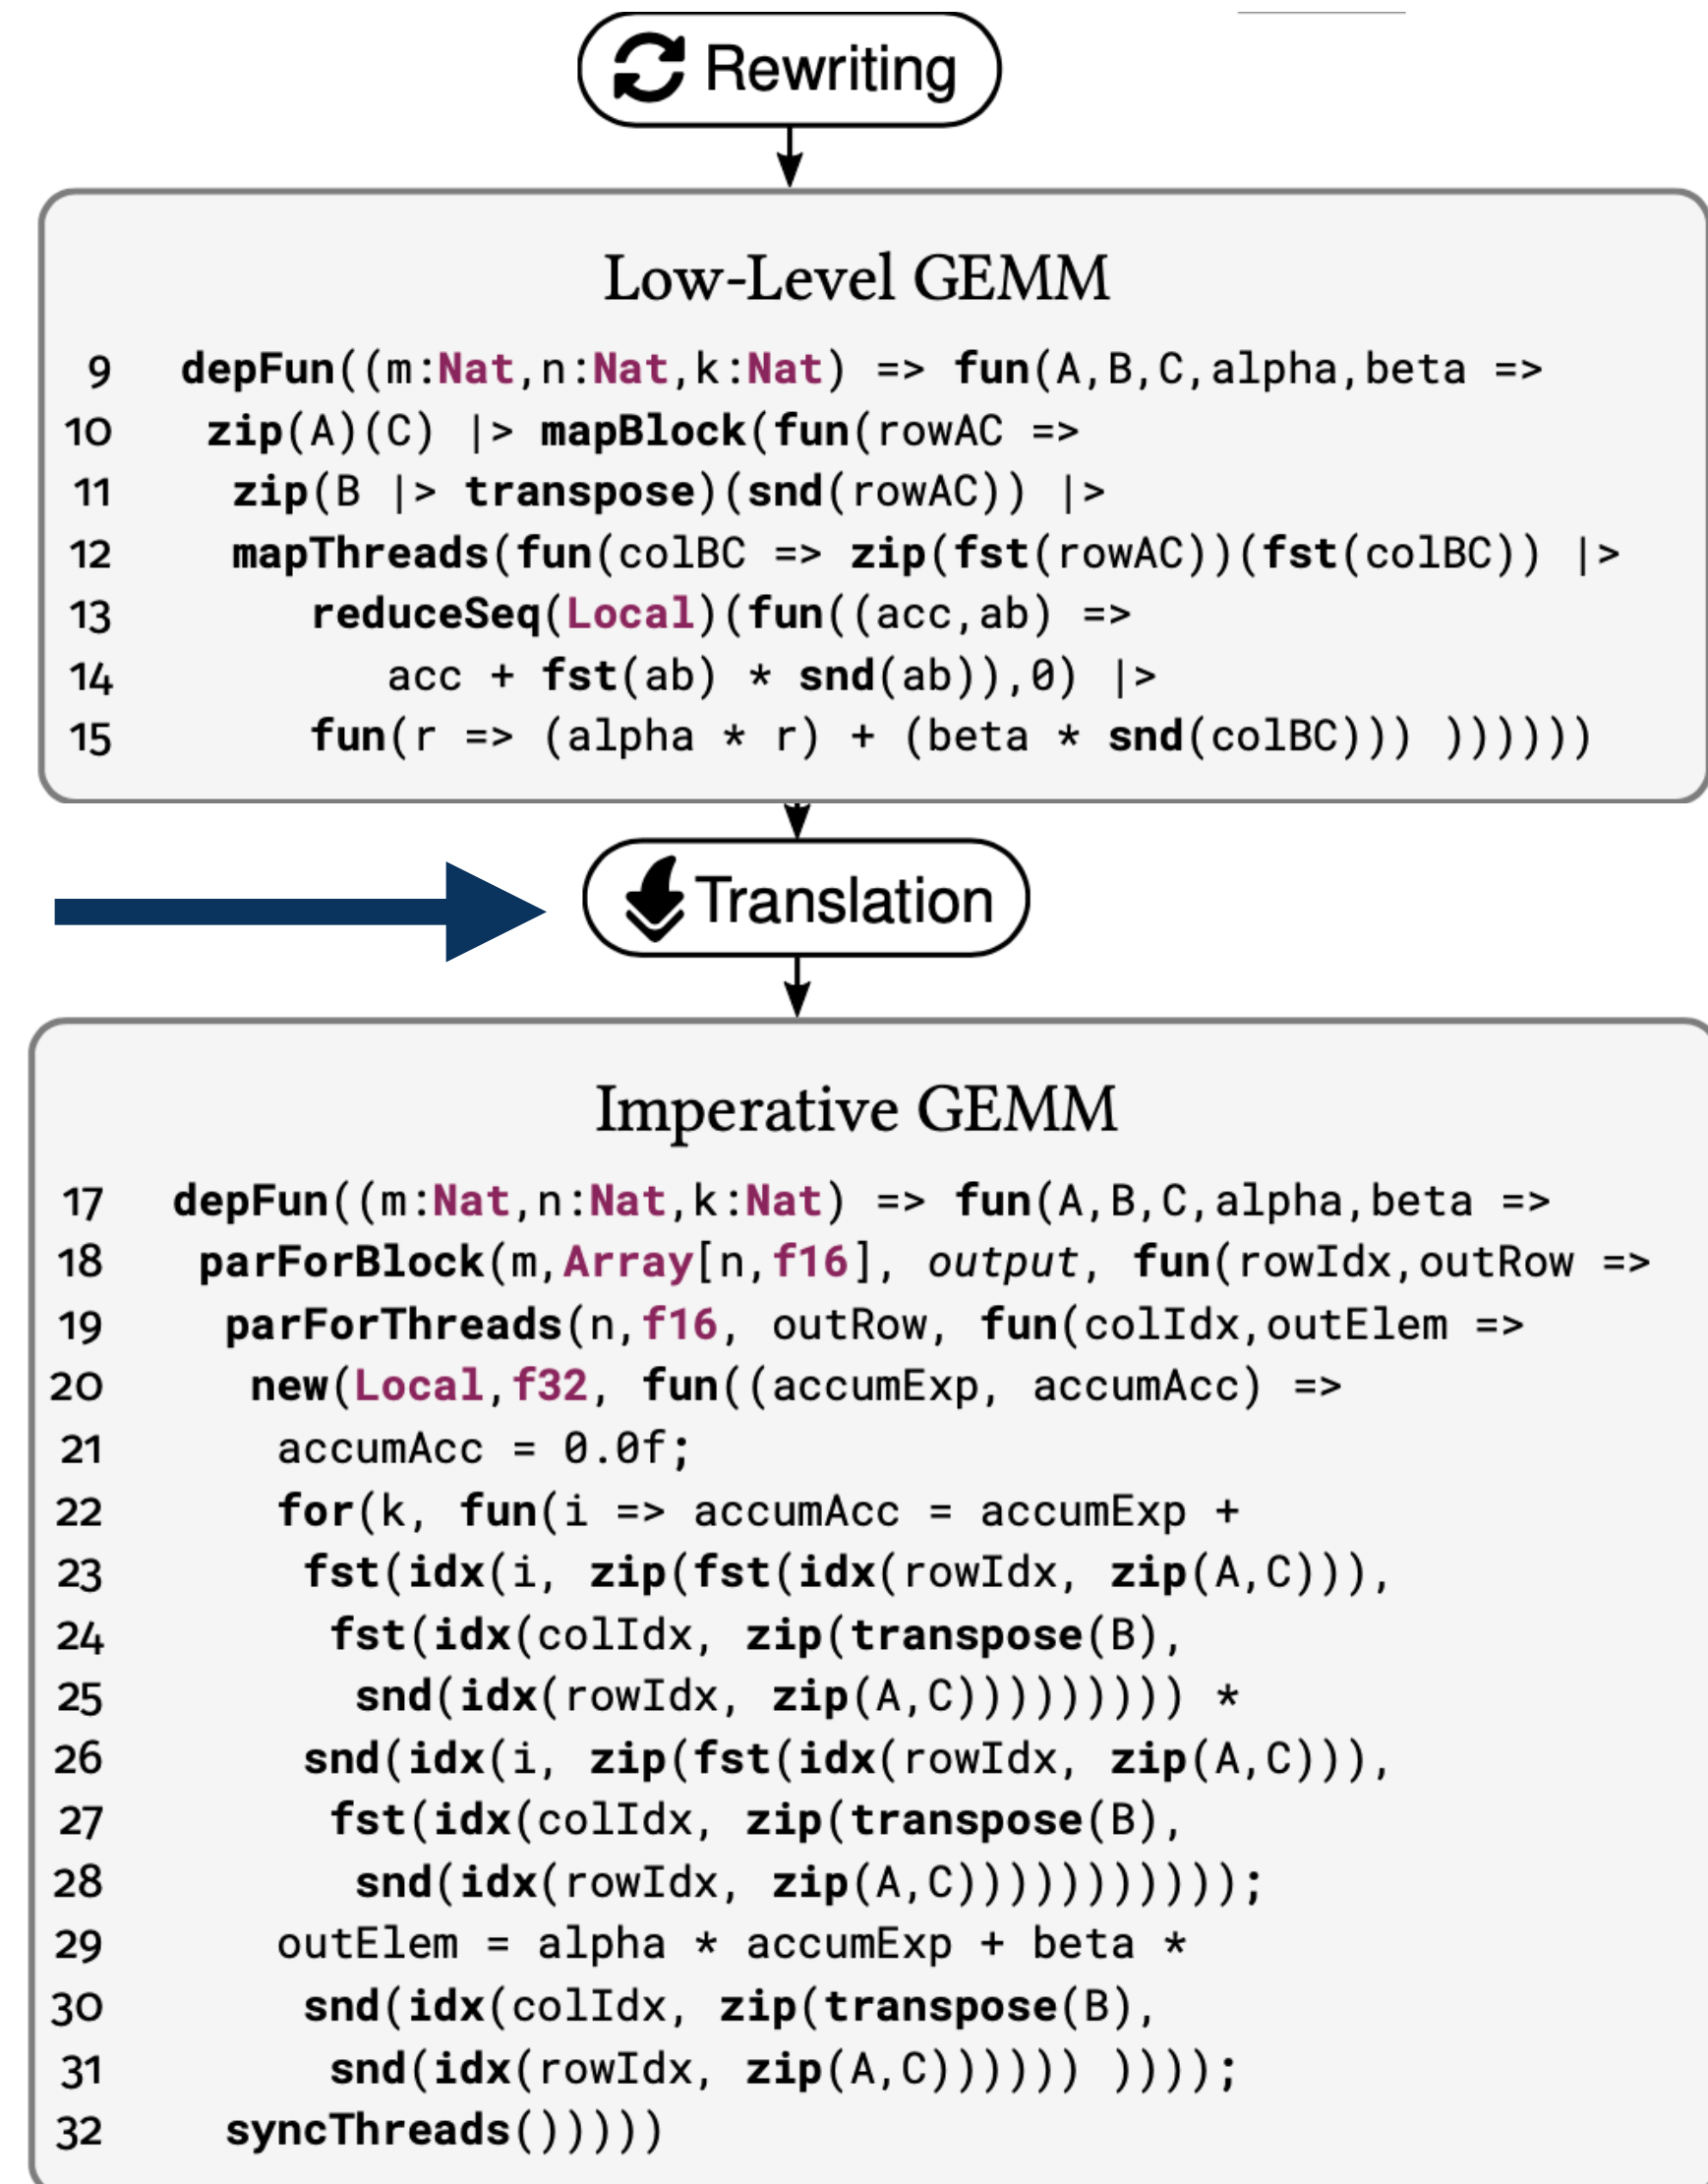 Rewriting
Low-Level GEMM
9 depFun((m:Nat,n:Nat,k:Nat) => fun(A,B,C,alpha,beta =>
10 zip(A)(C) |> mapBlock(fun(rowAC =>
11 zip(B |> transpose)(snd(rowAC)) |>
12 mapThreads(fun(colBC => zip(fst(rowAC))(fst(colBC)) |>
13 reduceSeq(Local)(fun((acc,ab) =>
14 acc + fst(ab) * snd(ab)),0) |>
15 fun(r => (alpha * r) + (beta * snd(colBC))) ))))))
Translation
Imperative GEMM
17 depFun((m:Nat,n:Nat,k:Nat) => fun(A,B,C,alpha,beta =>
18 parForBlock(m,Array[n,f16], output, fun(rowIdx,outRow =>
19 parForThreads(n,f16, outRow, fun(colIdx,outElem =>
20 new(Local,f32, fun((accumExp, accumAcc) =>
21 accumAcc = 0.0f;
22 for(k, fun(i => accumAcc = accumExp +
23 fst(idx(i, zip(fst(idx(rowIdx, zip(A,C))),
24 fst(idx(colIdx, zip(transpose(B),
25 snd(idx(rowIdx, zip(A,C))))))))) *
26 snd(idx(i, zip(fst(idx(rowIdx, zip(A,C))),
27 fst(idx(colIdx, zip(transpose(B),
28 snd(idx(rowIdx, zip(A,C)))))))))));
29 outElem = alpha * accumExp + beta *
30 snd(idx(colIdx, zip(transpose(B),
31 snd(idx(rowIdx, zip(A,C)))))) ))));
32 syncThreads()))))